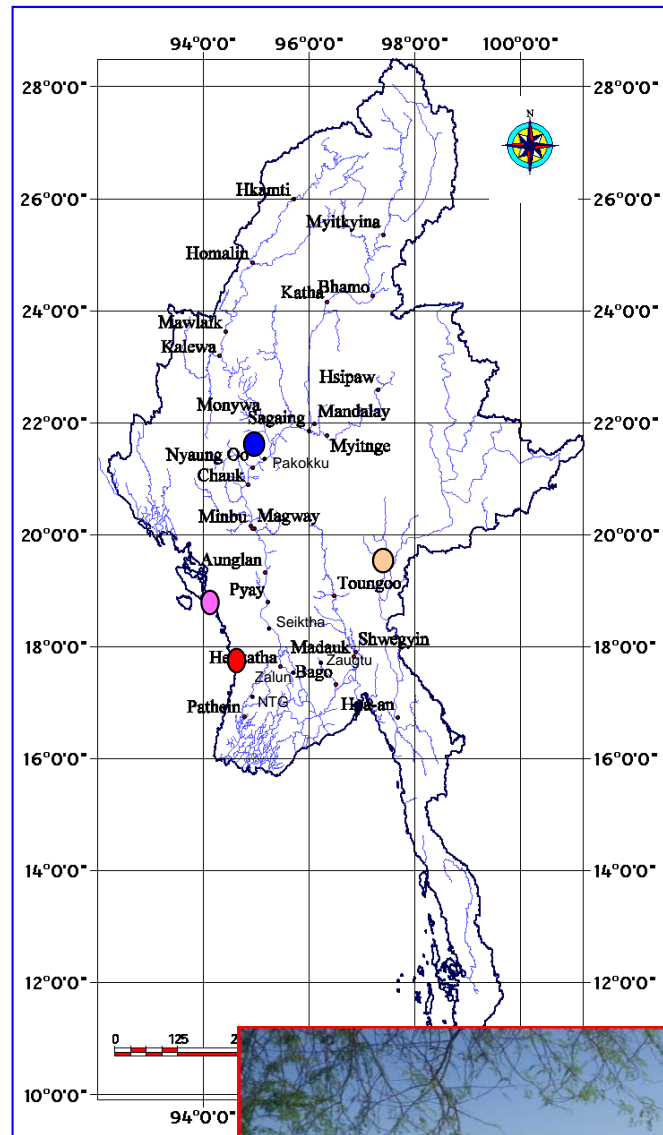 94°0'0" 96°0'0" 98°0'0" 100°0'0"
28°0'0" 28°0'0"
N
26°0'0" Hkamti 26°0'0"
Myitkyina
Homalin
24°0'0" Katha Bhamo 24°0'0"
Mawlaik
Kalewa
Hsipaw
Monywa
22°0'0" Sagaing Mandalay 22°0'0"
Myitnge
Nyaung Oo Pakokku
Chauk
Minbu Magway
20°0'0" 20°0'0"
Aunglan
Pyay Toungoo
Seiktha
18°0'0" Madauk Shwegyin 18°0'0"
Zaugtu
Zalun Bago
Pathein NTG Hpa-an
16°0'0" 16°0'0"
14°0'0" 14°0'0"
12°0'0" 12°0'0"
0 125
10°0'0"
94°0'0"